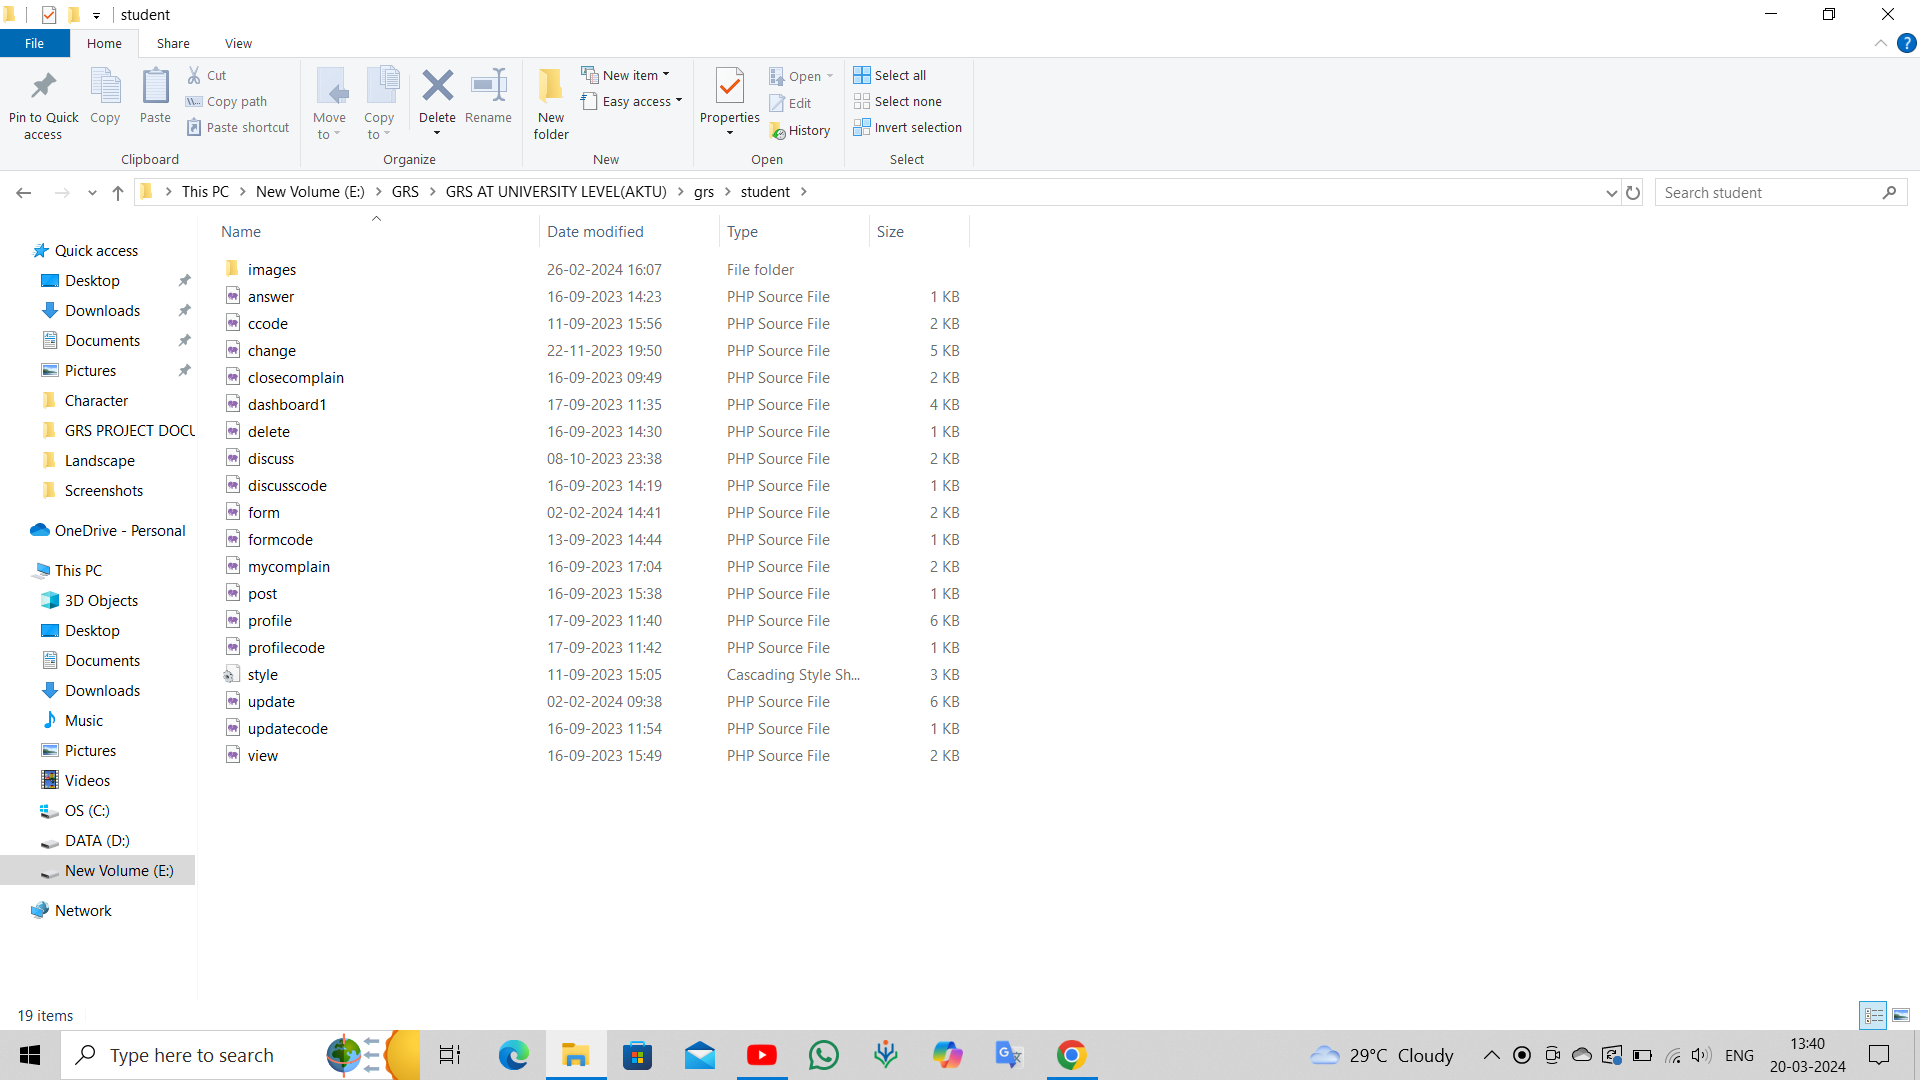 student
File Home Share View
Pin to Quick access
Copy
Paste
Cut
Copy path
Paste shortcut
Clipboard
Move to
Copy to
Delete
Rename
Organize
New folder
New item
Easy access
New
Properties
Open
Edit
History
Open
Select all
Select none
Invert selection
Select
This PC > New Volume (E:) > GRS > GRS AT UNIVERSITY LEVEL(AKTU) > grs > student >
Search student
Quick access
Desktop
Downloads
Documents
Pictures
Character
GRS PROJECT DOCU
Landscape
Screenshots
OneDrive - Personal
This PC
3D Objects
Desktop
Documents
Downloads
Music
Pictures
Videos
OS (C:)
DATA (D:)
New Volume (E:)
Network
Name Date modified Type Size
images 26-02-2024 16:07 File folder
answer 16-09-2023 14:23 PHP Source File 1 KB
ccode 11-09-2023 15:56 PHP Source File 2 KB
change 22-11-2023 19:50 PHP Source File 5 KB
closecomplain 16-09-2023 09:49 PHP Source File 2 KB
dashboard1 17-09-2023 11:35 PHP Source File 4 KB
delete 16-09-2023 14:30 PHP Source File 1 KB
discuss 08-10-2023 23:38 PHP Source File 2 KB
discusscode 16-09-2023 14:19 PHP Source File 1 KB
form 02-02-2024 14:41 PHP Source File 2 KB
formcode 13-09-2023 14:44 PHP Source File 1 KB
mycomplain 16-09-2023 17:04 PHP Source File 2 KB
post 16-09-2023 15:38 PHP Source File 1 KB
profile 17-09-2023 11:40 PHP Source File 6 KB
profilecode 17-09-2023 11:42 PHP Source File 1 KB
style 11-09-2023 15:05 Cascading Style Sh... 3 KB
update 02-02-2024 09:38 PHP Source File 6 KB
updatecode 16-09-2023 11:54 PHP Source File 1 KB
view 16-09-2023 15:49 PHP Source File 2 KB
19 items
Type here to search
29°C Cloudy
ENG
13:40
20-03-2024